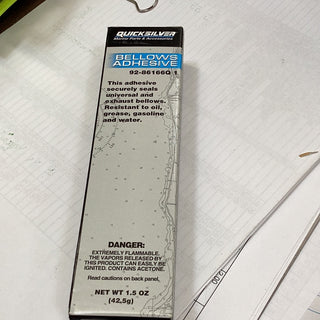 QUICKSILVER
Marine Parts & Accessories
BELLOWS
ADHESIVE
92-86166Q 1
This adhesive
securely seals
universal and
exhaust bellows.
Resistant to oil,
grease, gasoline
and water.
DANGER:
EXTREMELY FLAMMABLE.
THE VAPORS RELEASED BY
THIS PRODUCT CAN EASILY BE
IGNITED. CONTAINS ACETONE.
Read cautions on back panel.
NET WT 1.5 OZ
(42,5g)